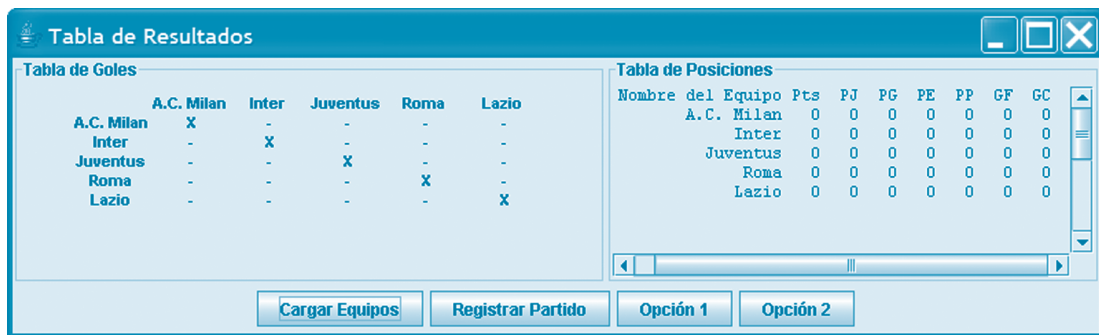 Tabla de Resultados
Tabla de Goles
A.C. Milan Inter Juventus Roma Lazio
A.C. Milan X - - - -
Inter - X - - -
Juventus - - X - -
Roma - - - X -
Lazio - - - - X
Tabla de Posiciones
Nombre del Equipo Pts PJ PG PE PP GF GC
A.C. Milan 0 0 0 0 0 0 0
Inter 0 0 0 0 0 0 0
Juventus 0 0 0 0 0 0 0
Roma 0 0 0 0 0 0 0
Lazio 0 0 0 0 0 0 0
Cargar Equipos Registrar Partido Opción 1 Opción 2